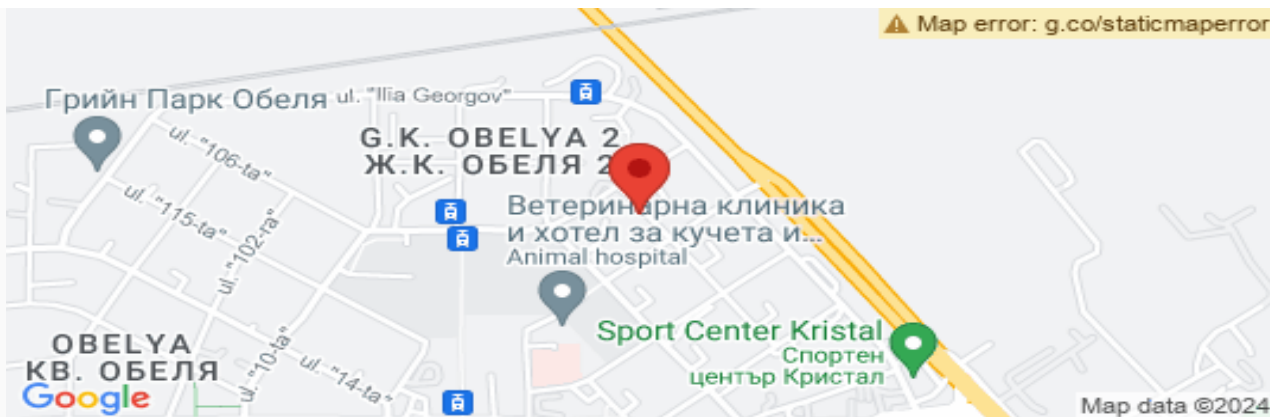 Map error: g.co/staticmaperror
Грийн Парк Обеля
ul. "Ilia Georgov"
G.K. OBELYA 2
Ж.К. ОБЕЛЯ 2
ul. "106-ta"
ul. "115-ta"
ul. "102-ra"
Ветеринарна клиника
и хотел за кучета и...
Animal hospital
OBELYA
КВ. ОБЕЛЯ
ul. "10-ta"
ul. "14-ta"
Sport Center Kristal
Спортен
център Кристал
Google
Map data ©2024